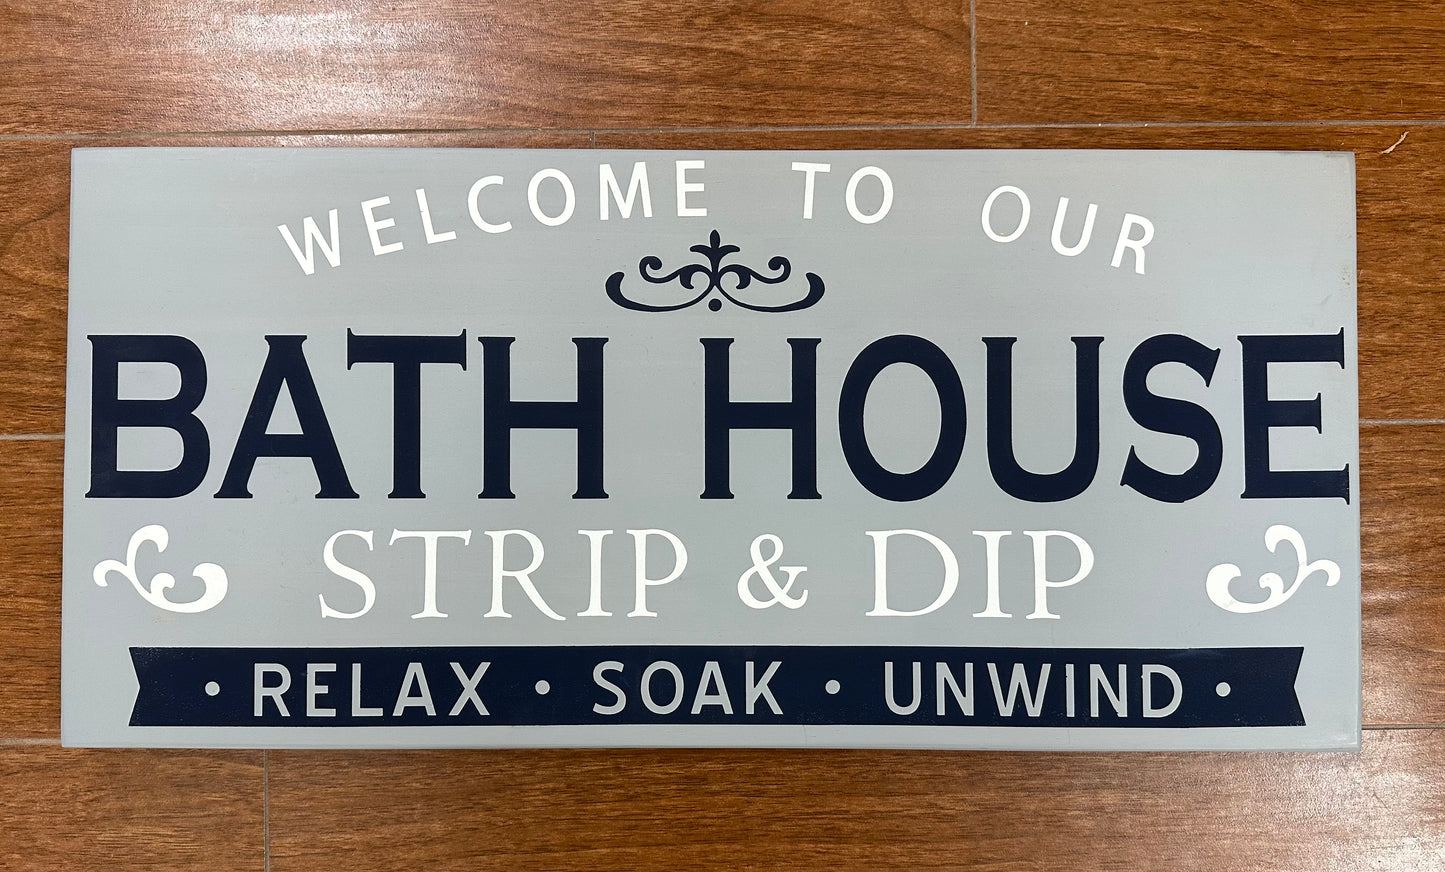 WELCOME TO OUR
BATH HOUSE
STRIP & DIP
• RELAX • SOAK • UNWIND •